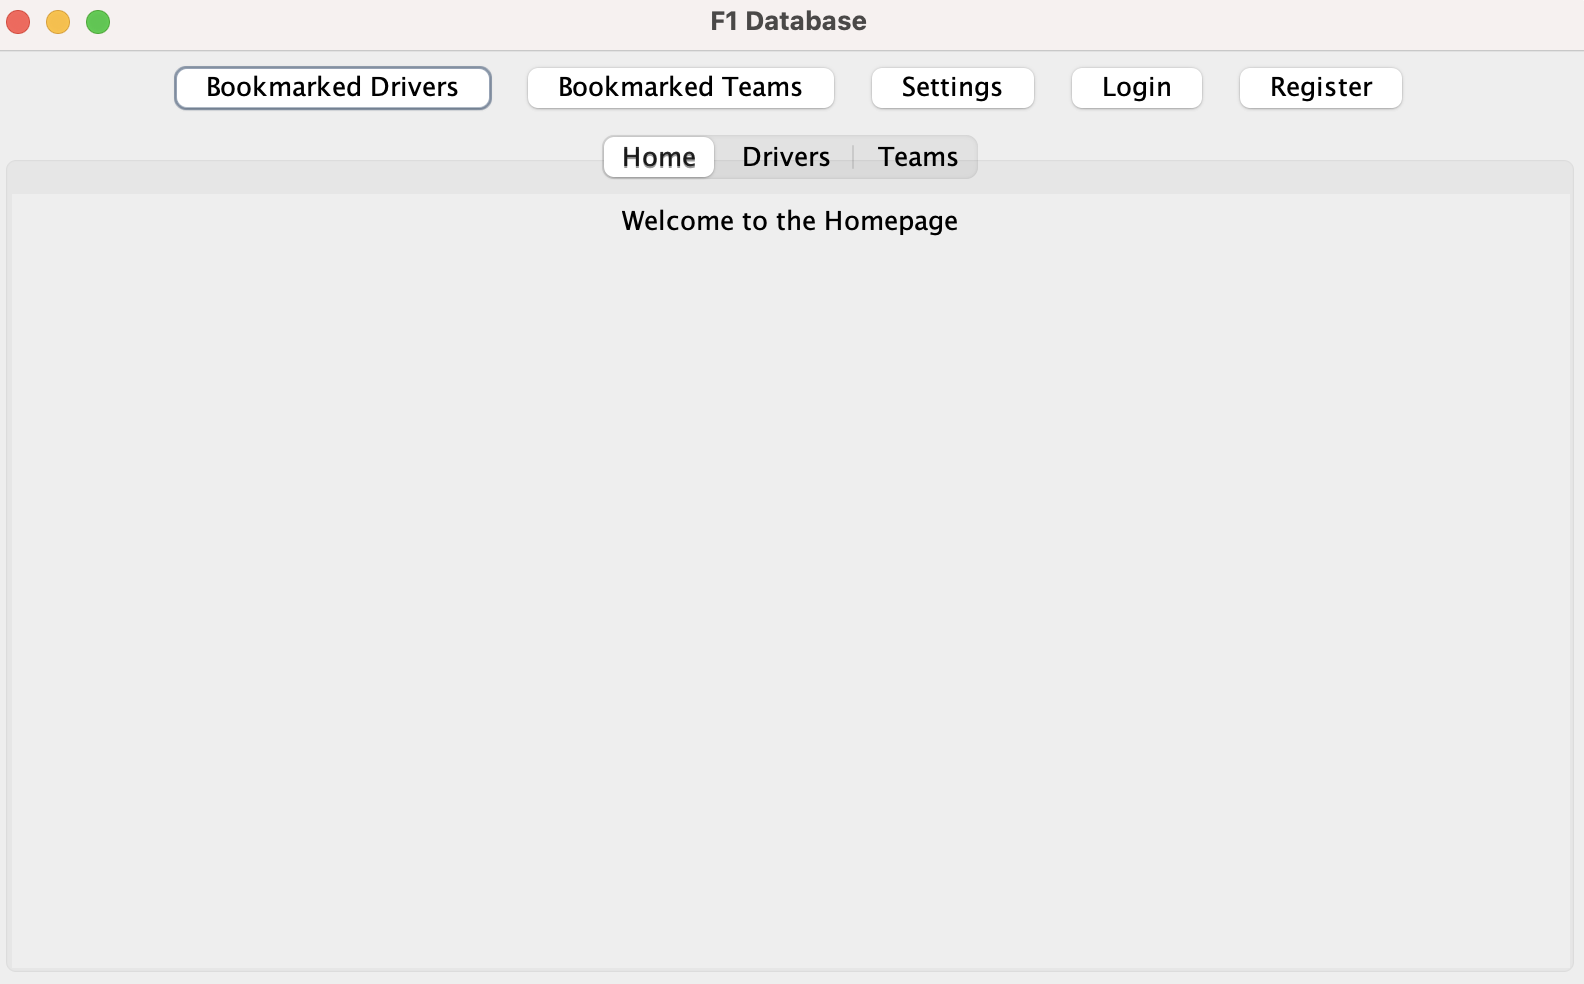 F1 Database
Bookmarked Drivers Bookmarked Teams Settings Login Register
Home Drivers Teams
Welcome to the Homepage